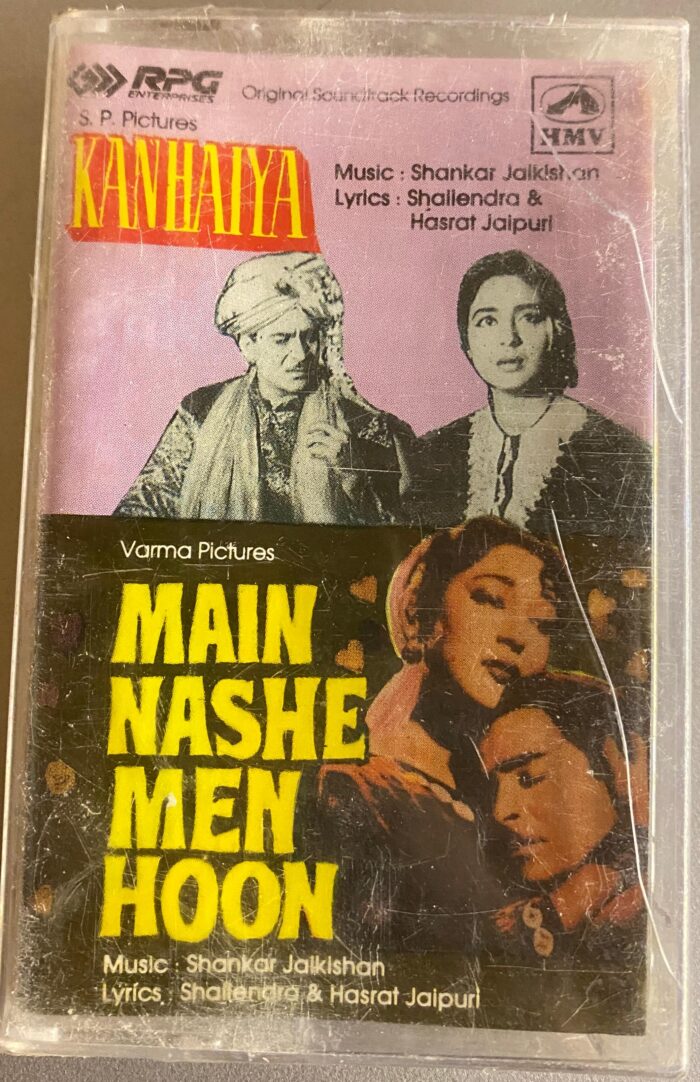 RPG
ENTERPRISES
Original Soundtrack Recordings
HMV
S. P. Pictures
KANHAIYA
Music : Shankar Jaikishan
Lyrics : Shailendra &
Hasrat Jaipuri
Varma Pictures
MAIN
NASHE
MEN
HOON
Music : Shankar Jaikishan
Lyrics : Shailendra & Hasrat Jaipuri